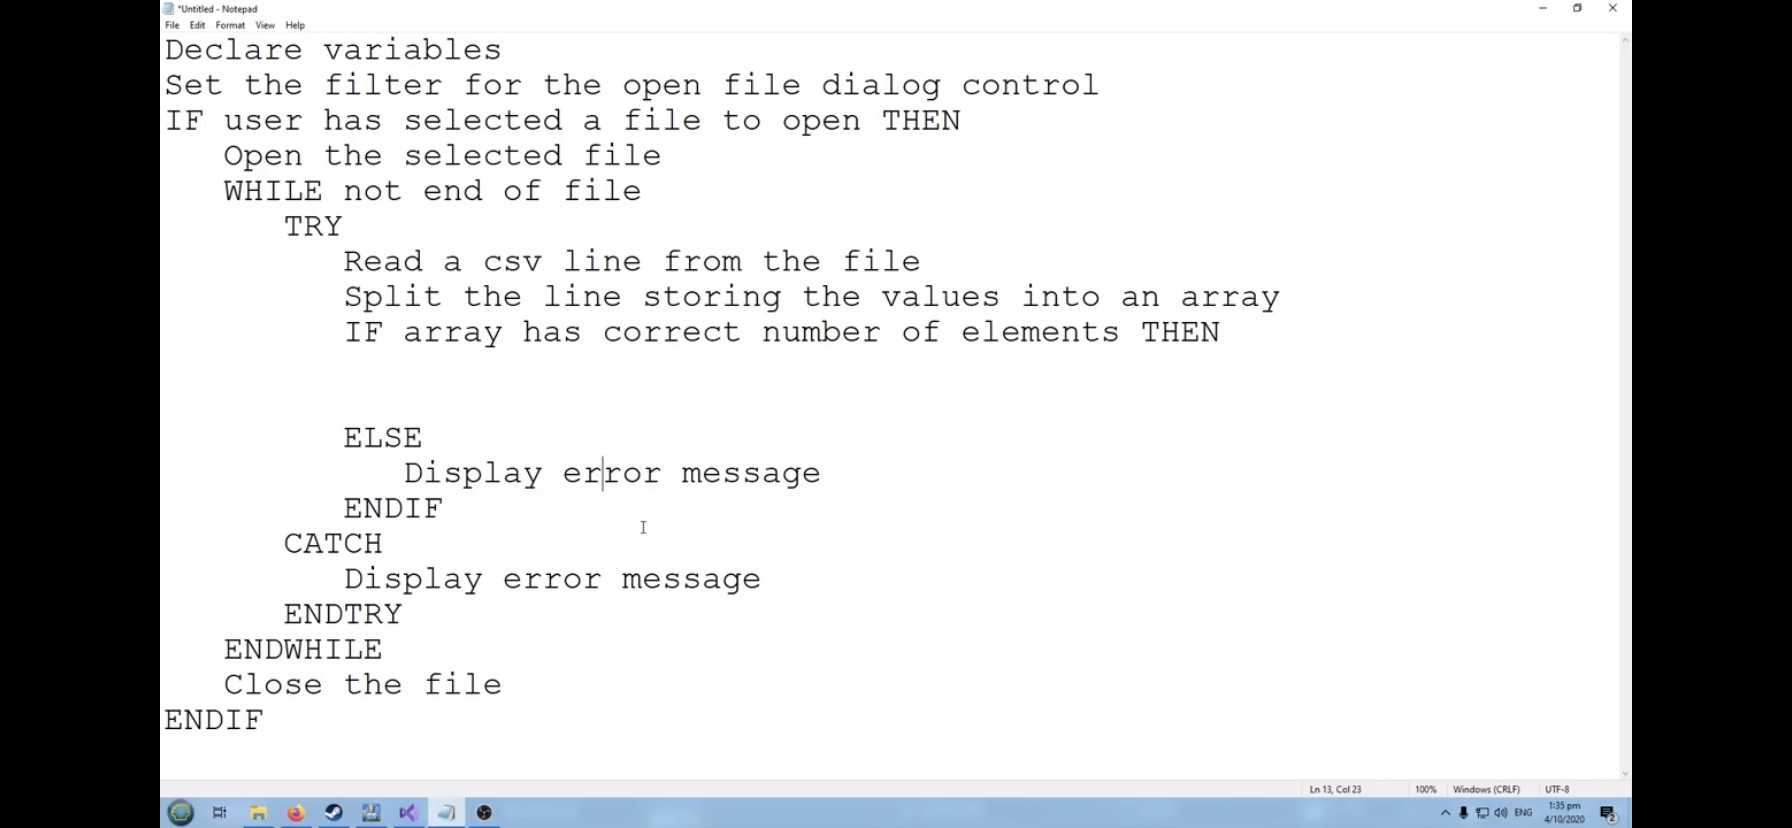 *Untitled - Notepad
File Edit Format View Help
Declare variables
Set the filter for the open file dialog control
IF user has selected a file to open THEN
Open the selected file
WHILE not end of file
TRY
Read a csv line from the file
Split the line storing the values into an array
IF array has correct number of elements THEN
ELSE
Display error message
ENDIF
CATCH
Display error message
ENDTRY
ENDWHILE
Close the file
ENDIF
Ln 13, Col 23 100% Windows (CRLF) UTF-8
ENG 1:35 pm
4/10/2020 2